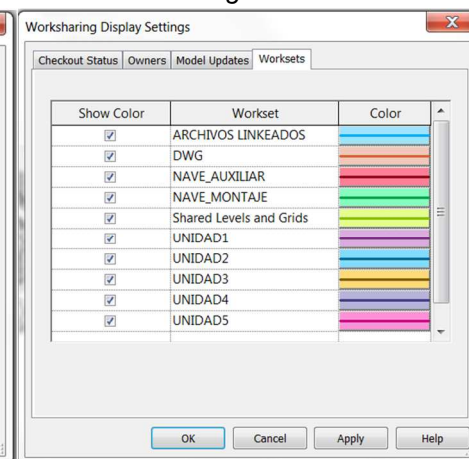 Worksharing Display Settings
Checkout Status Owners Model Updates Worksets
Show Color Workset Color
ARCHIVOS LINKEADOS
DWG
NAVE_AUXILIAR
NAVE_MONTAJE
Shared Levels and Grids
UNIDAD1
UNIDAD2
UNIDAD3
UNIDAD4
UNIDAD5
OK Cancel Apply Help